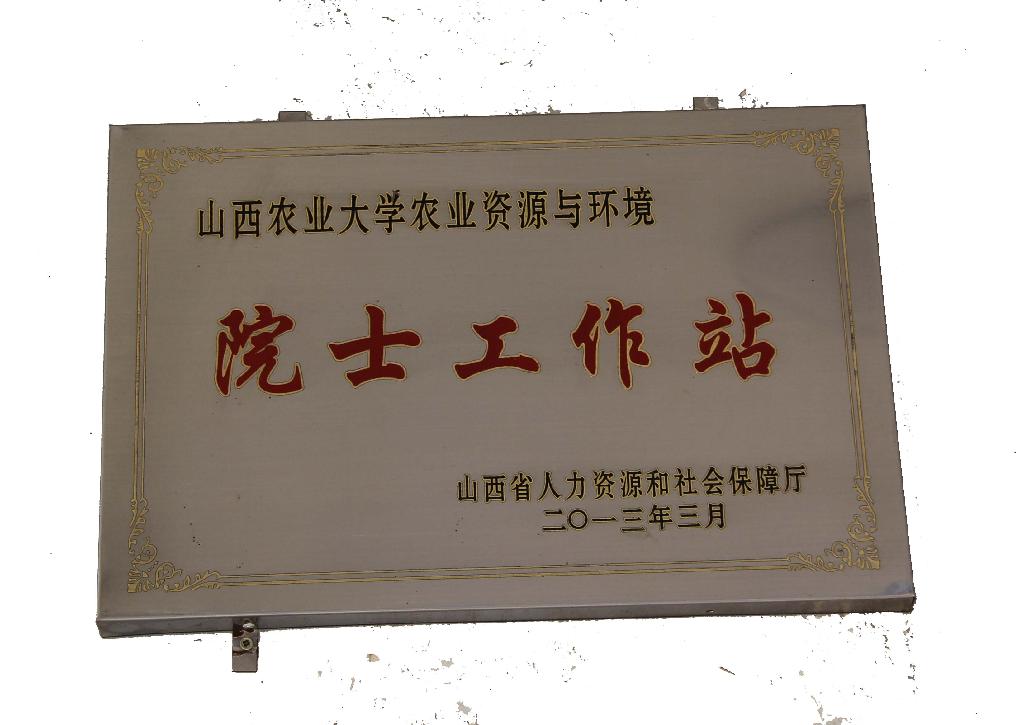 山西农业大学农业资源与环境
院士工作站
山西省人力资源和社会保障厅
二〇一三年三月